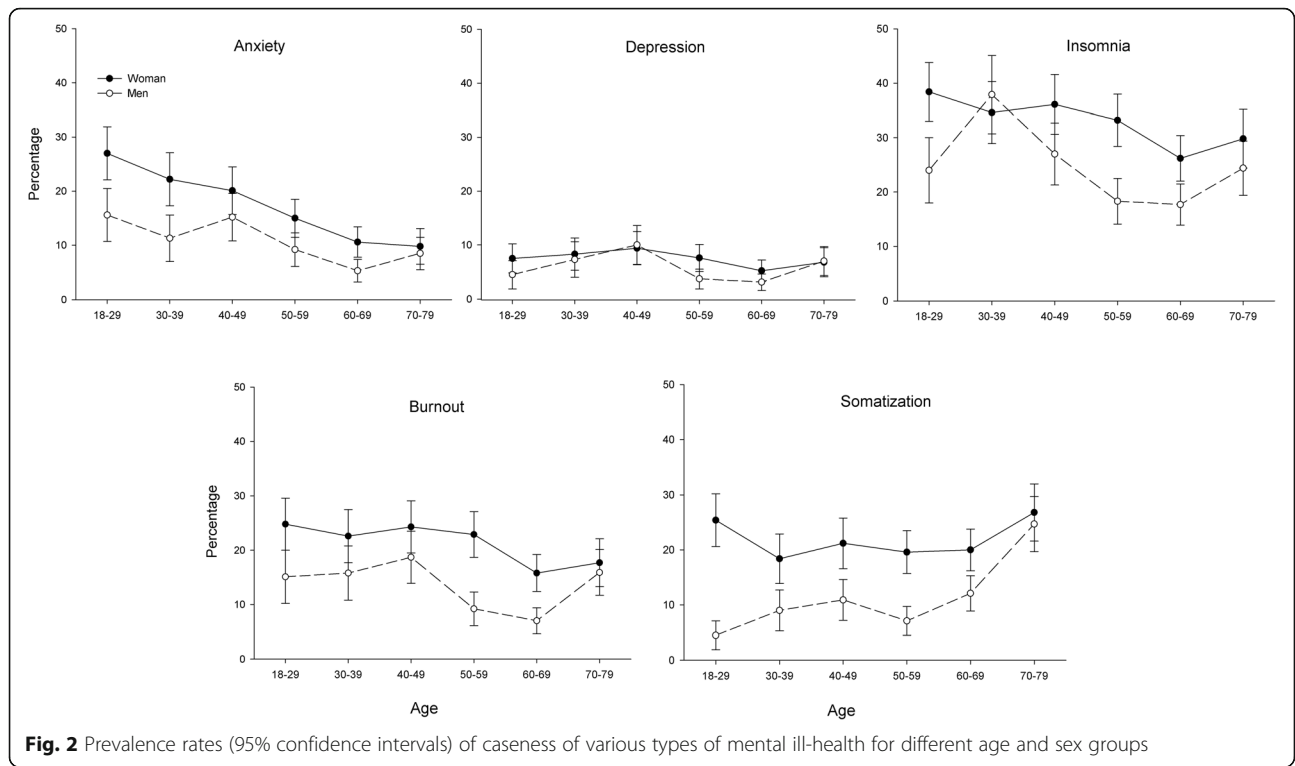 Anxiety
50
40
30
20
10
0
Percentage
Woman
Men
18-29 30-39 40-49 50-59 60-69 70-79
Depression
50
40
30
20
10
0
18-29 30-39 40-49 50-59 60-69 70-79
Insomnia
50
40
30
20
10
0
18-29 30-39 40-49 50-59 60-69 70-79
Burnout
50
40
30
20
10
0
Percentage
18-29 30-39 40-49 50-59 60-69 70-79
Age
Somatization
50
40
30
20
10
0
18-29 30-39 40-49 50-59 60-69 70-79
Age
Fig. 2 Prevalence rates (95% confidence intervals) of caseness of various types of mental ill-health for different age and sex groups